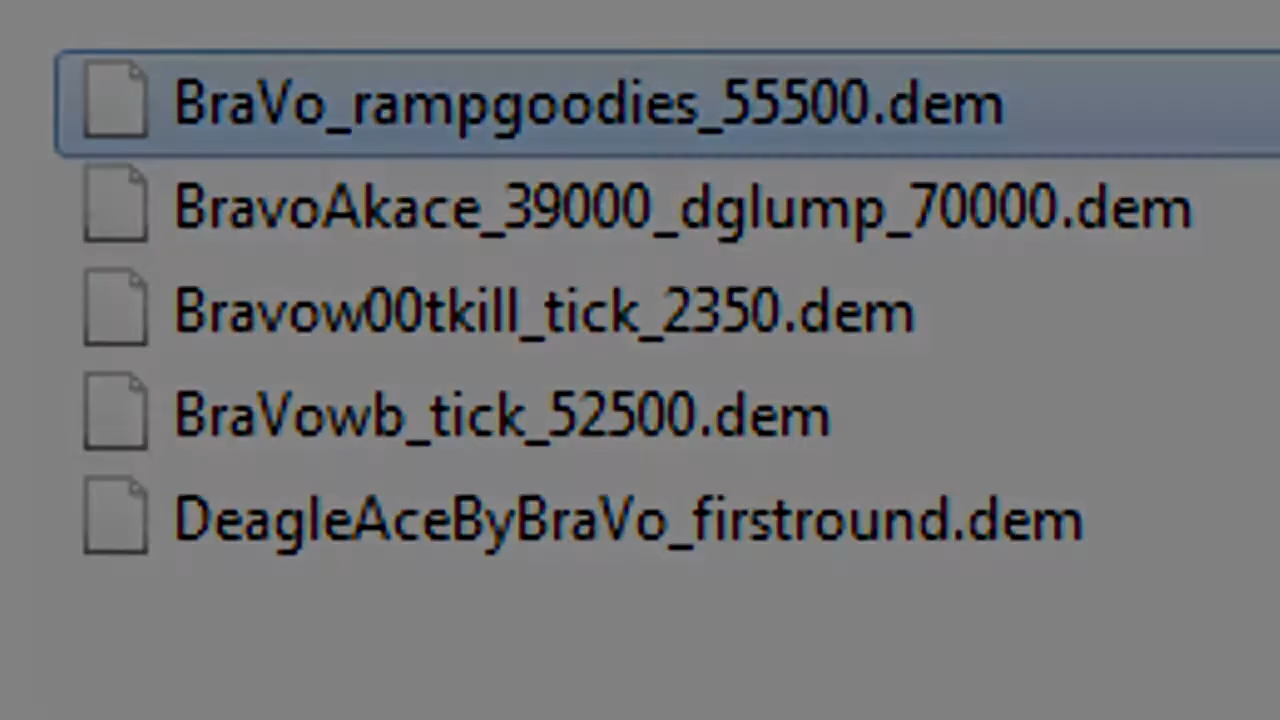 BraVo_rampgoodies_55500.dem
BravoAkace_39000_dglump_70000.dem
Bravow00tkill_tick_2350.dem
BraVowb_tick_52500.dem
DeagleAceByBraVo_firstround.dem